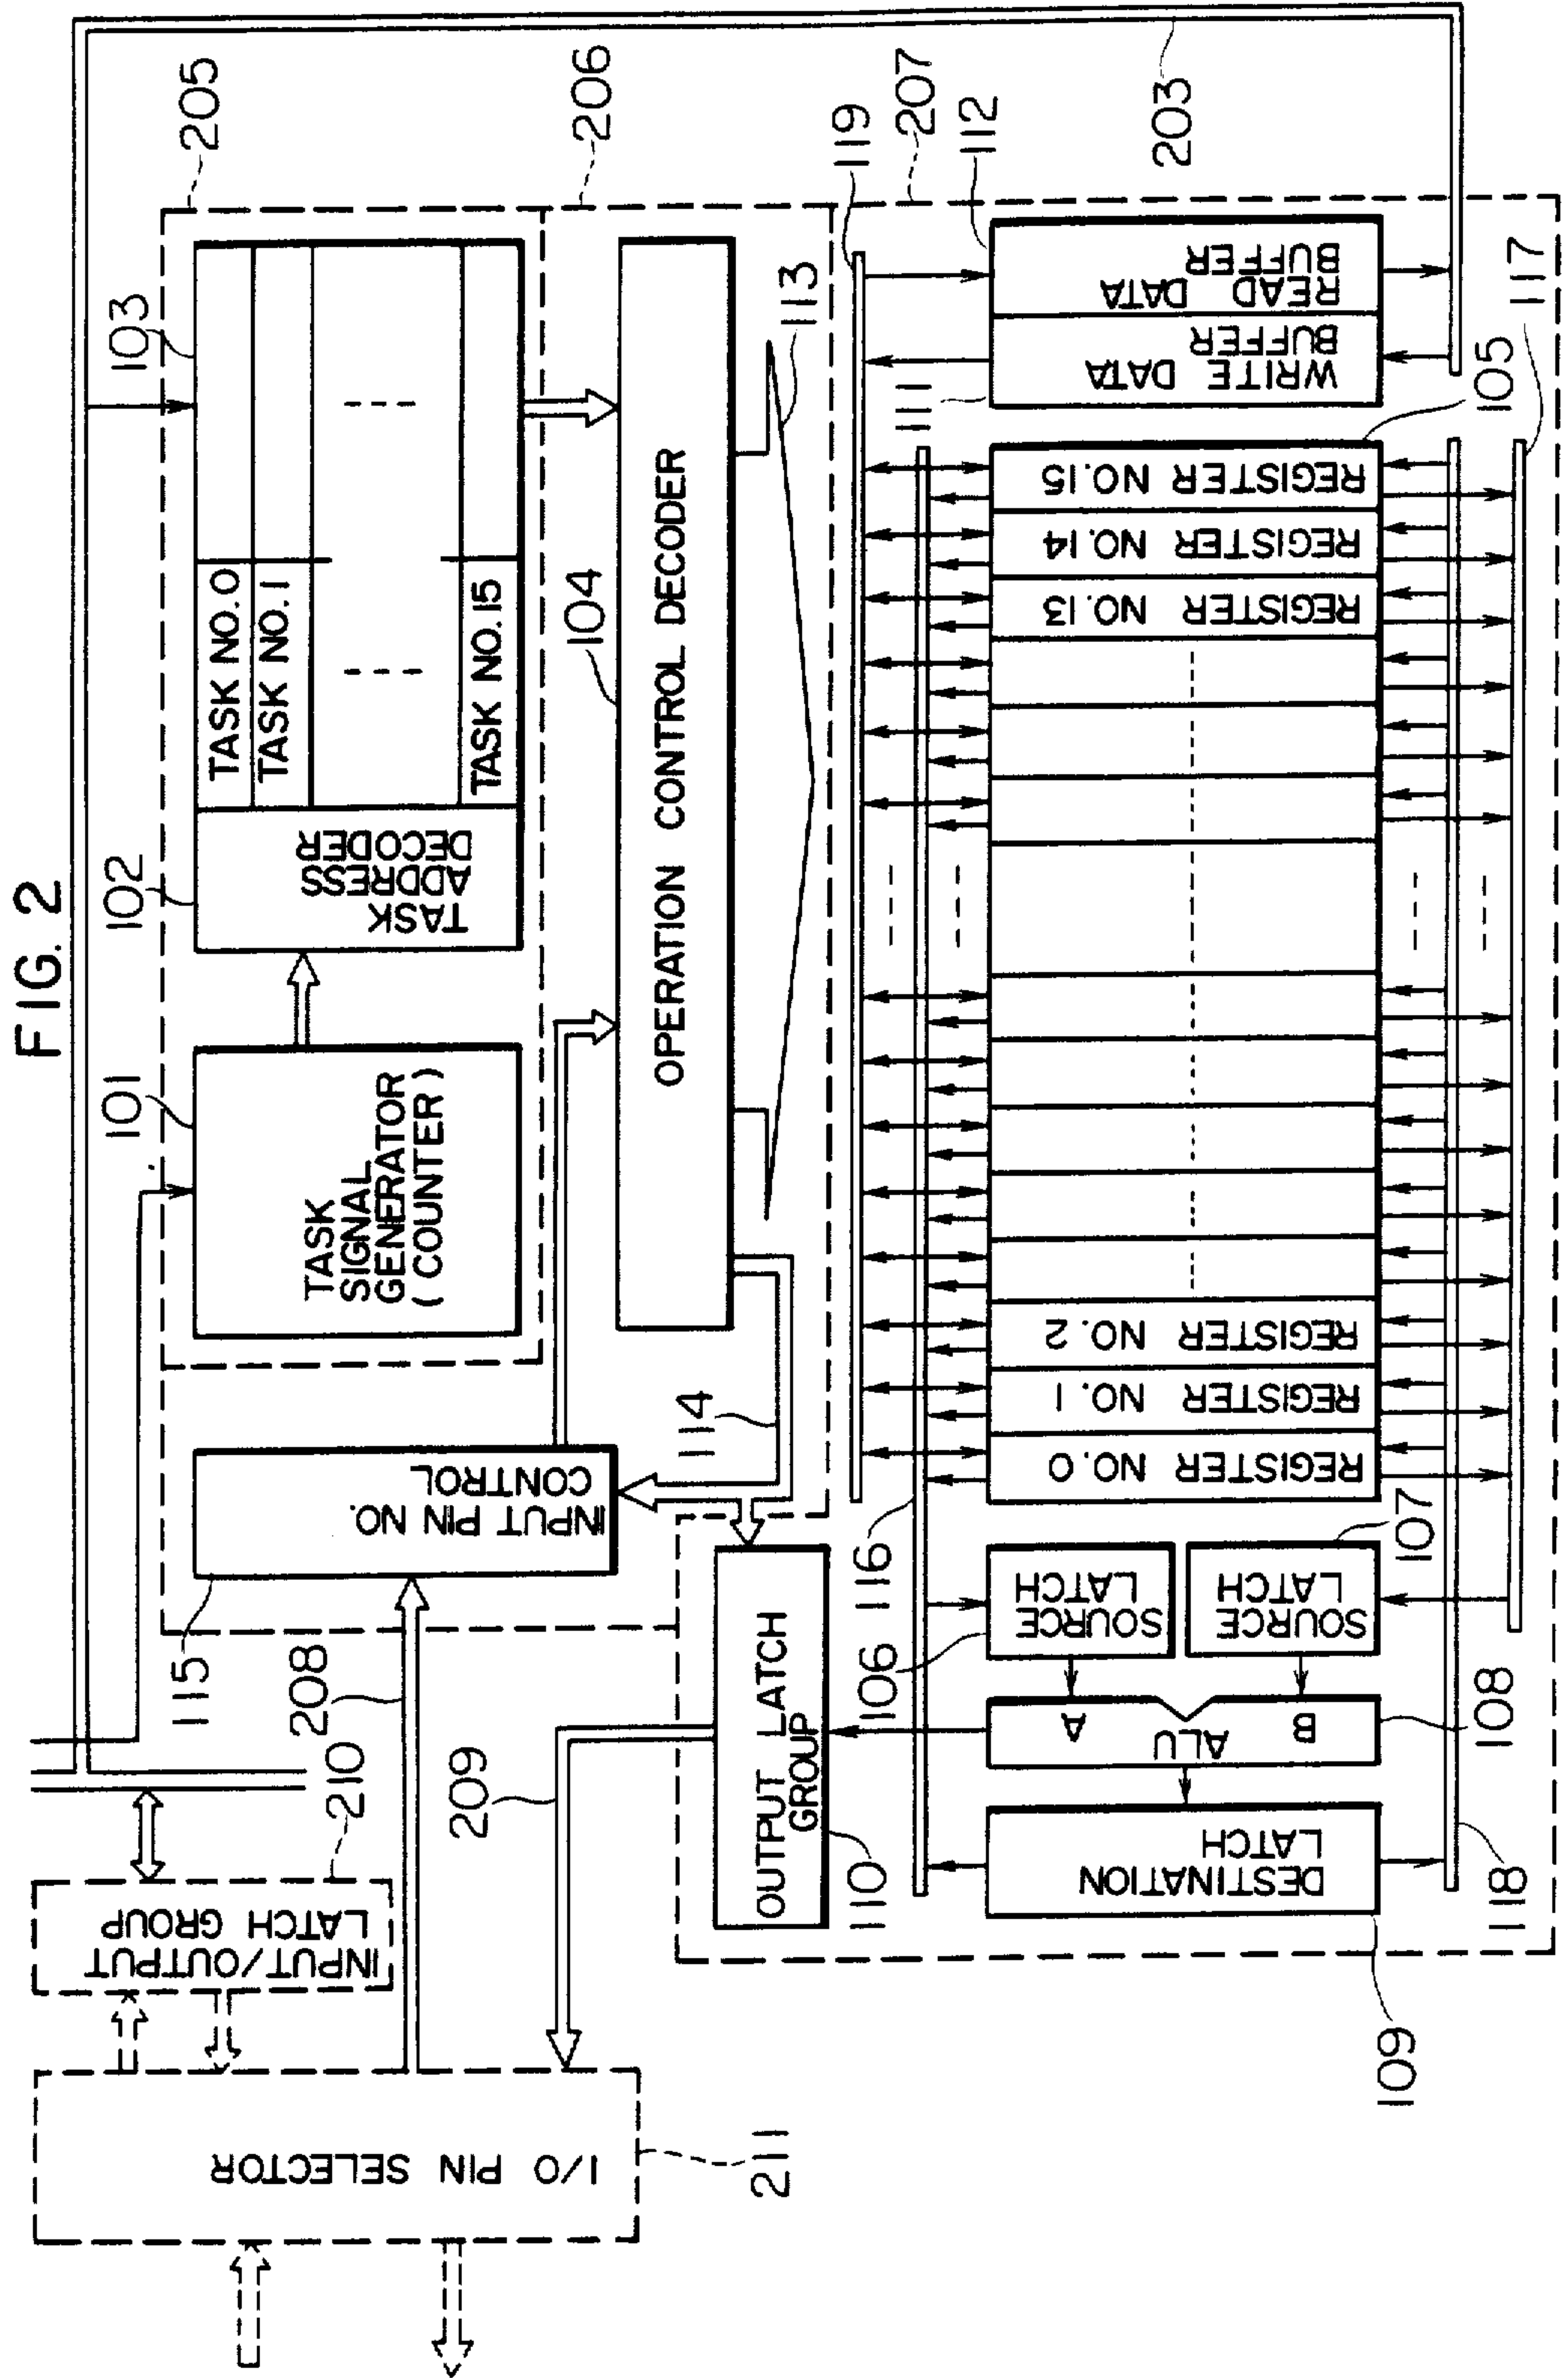 FIG. 2
203
205
206
207
119
112
103
102
101
TASK SIGNAL
GENERATOR
( COUNTER )
TASK
ADDRESS
DECODER
TASK NO. 0
TASK NO. 1
TASK NO. 15
104
OPERATION CONTROL DECODER
113
114
115
INPUT PIN NO.
CONTROL
208
210
INPUT/OUTPUT
LATCH GROUP
I/O PIN SELECTOR
211
209
OUTPUT LATCH
GROUP
110
116
111
WRITE DATA
BUFFER
READ DATA
BUFFER
105
117
REGISTER NO. 0
REGISTER NO. 1
REGISTER NO. 2
REGISTER NO. 13
REGISTER NO. 14
REGISTER NO. 15
106
SOURCE
LATCH
107
SOURCE
LATCH
A
B
ALU
108
DESTINATION
LATCH
109
118